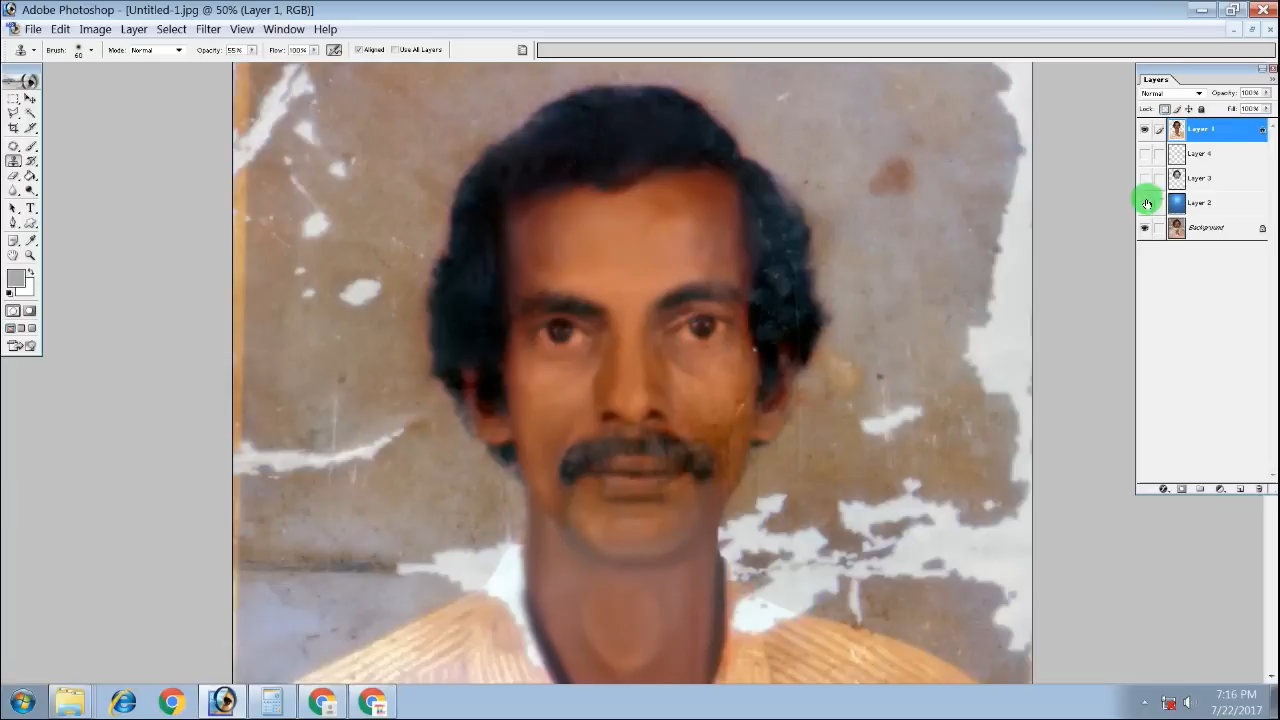 Adobe Photoshop - [Untitled-1.jpg @ 50% (Layer 1, RGB)]
File Edit Image Layer Select Filter View Window Help
Brush: 60 Mode: Normal Opacity: 55% Flow: 100% Aligned Use All Layers
Layers
Normal Opacity: 100%
Lock: Fill: 100%
Layer 1
Layer 4
Layer 3
Layer 2
Background
7:16 PM
7/22/2017